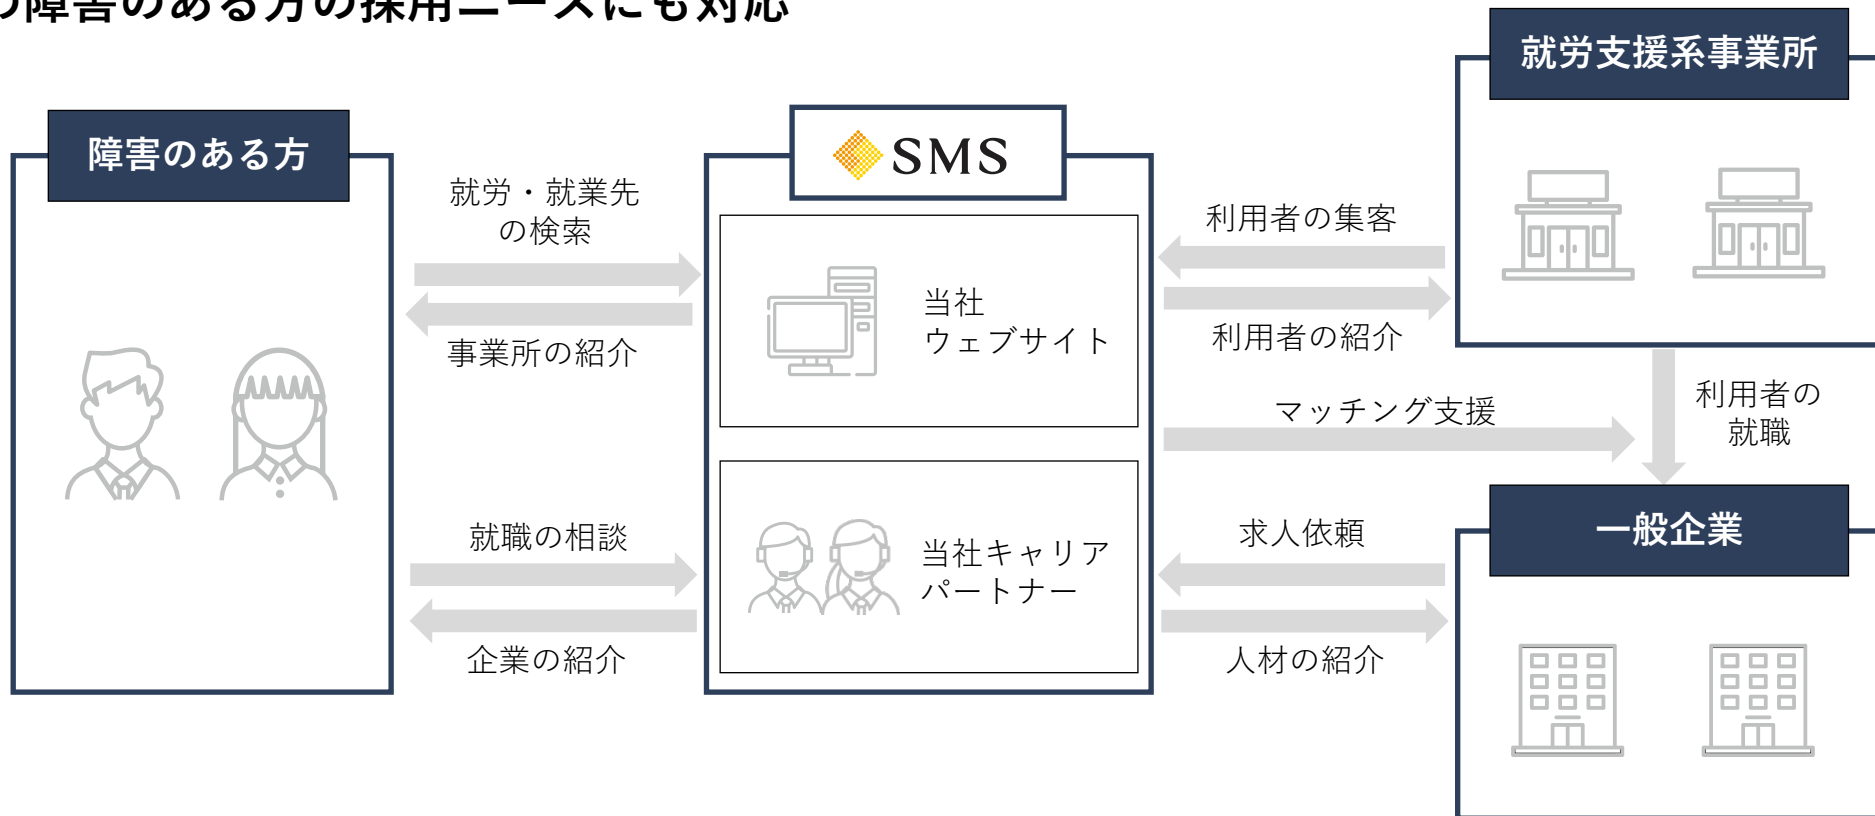 の障害のある方の採用ニーズにも対応
障害のある方
就労・就業先
の検索
事業所の紹介
就職の相談
企業の紹介
SMS
当社
ウェブサイト
当社キャリア
パートナー
利用者の集客
利用者の紹介
マッチング支援
求人依頼
人材の紹介
就労支援系事業所
利用者の
就職
一般企業